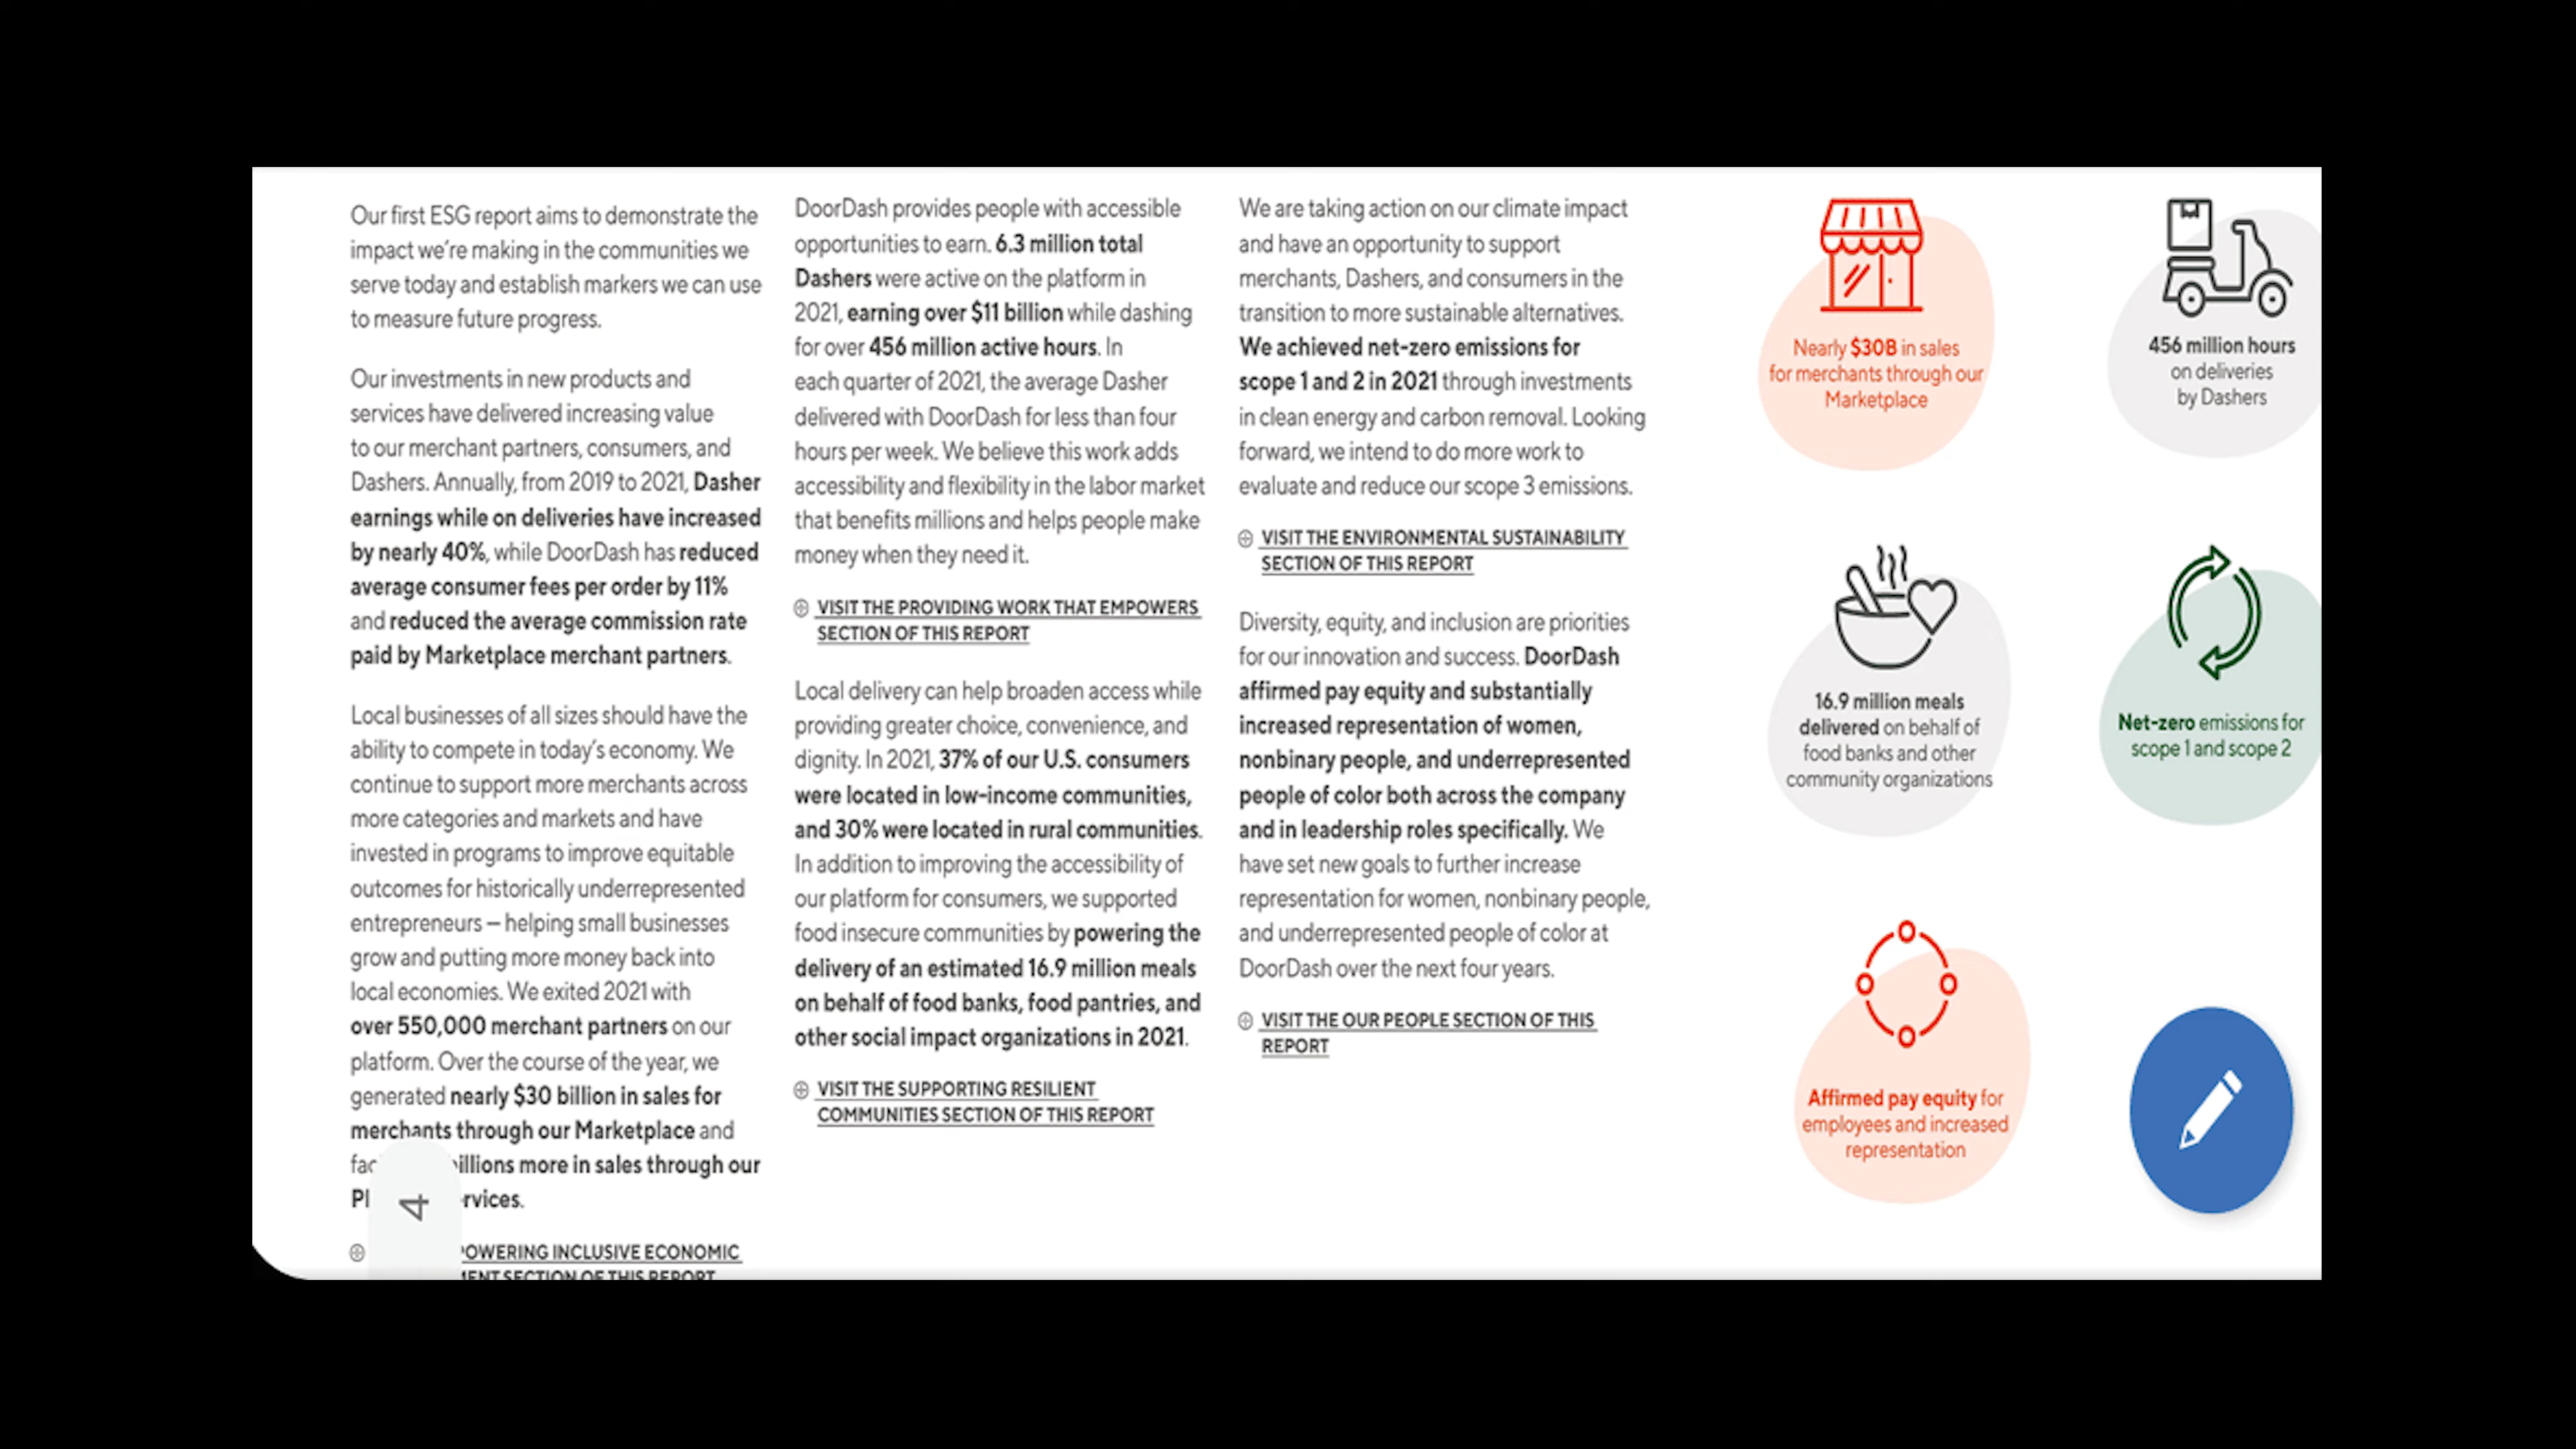 Our first ESG report aims to demonstrate the
impact we're making in the communities we
serve today and establish markers we can use
to measure future progress.
Our investments in new products and
services have delivered increasing value
to our merchant partners, consumers, and
Dashers. Annually, from 2019 to 2021, Dasher
earnings while on deliveries have increased
by nearly 40%, while DoorDash has reduced
average consumer fees per order by 11%
and reduced the average commission rate
paid by Marketplace merchant partners.
Local businesses of all sizes should have the
ability to compete in today's economy. We
continue to support more merchants across
more categories and markets and have
invested in programs to improve equitable
outcomes for historically underrepresented
entrepreneurs – helping small businesses
grow and putting more money back into
local economies. We exited 2021 with
over 550,000 merchant partners on our
platform. Over the course of the year, we
generated nearly $30 billion in sales for
merchants through our Marketplace and
more in sales through our
INCLUSIVE ECONOMIC
SECTION OF THIS REPORT
4
DoorDash provides people with accessible
opportunities to earn. 6.3 million total
Dashers were active on the platform in
2021, earning over $11 billion while dashing
for over 456 million active hours. In
each quarter of 2021, the average Dasher
delivered with DoorDash for less than four
hours per week. We believe this work adds
accessibility and flexibility in the labor market
that benefits millions and helps people make
money when they need it.
VISIT THE PROVIDING WORK THAT EMPOWERS
SECTION OF THIS REPORT
Local delivery can help broaden access while
providing greater choice, convenience, and
dignity. In 2021, 37% of our U.S. consumers
were located in low-income communities,
and 30% were located in rural communities.
In addition to improving the accessibility of
our platform for consumers, we supported
food insecure communities by powering the
delivery of an estimated 16.9 million meals
on behalf of food banks, food pantries, and
other social impact organizations in 2021.
VISIT THE SUPPORTING RESILIENT
COMMUNITIES SECTION OF THIS REPORT
We are taking action on our climate impact
and have an opportunity to support
merchants, Dashers, and consumers in the
transition to more sustainable alternatives.
We achieved net-zero emissions for
scope 1 and 2 in 2021 through investments
in clean energy and carbon removal. Looking
forward, we intend to do more work to
evaluate and reduce our scope 3 emissions.
VISIT THE ENVIRONMENTAL SUSTAINABILITY
SECTION OF THIS REPORT
Diversity, equity, and inclusion are priorities
for our innovation and success. DoorDash
affirmed pay equity and substantially
increased representation of women,
nonbinary people, and underrepresented
people of color both across the company
and in leadership roles specifically. We
have set new goals to further increase
representation for women, nonbinary people,
and underrepresented people of color at
DoorDash over the next four years.
VISIT THE OUR PEOPLE SECTION OF THIS
REPORT
Nearly $30B in sales
for merchants through our
Marketplace
456 million hours
on deliveries
by Dashers
16.9 million meals
delivered on behalf of
food banks and other
community organizations
Net-zero emissions for
scope 1 and scope 2
Affirmed pay equity for
employees and increased
representation